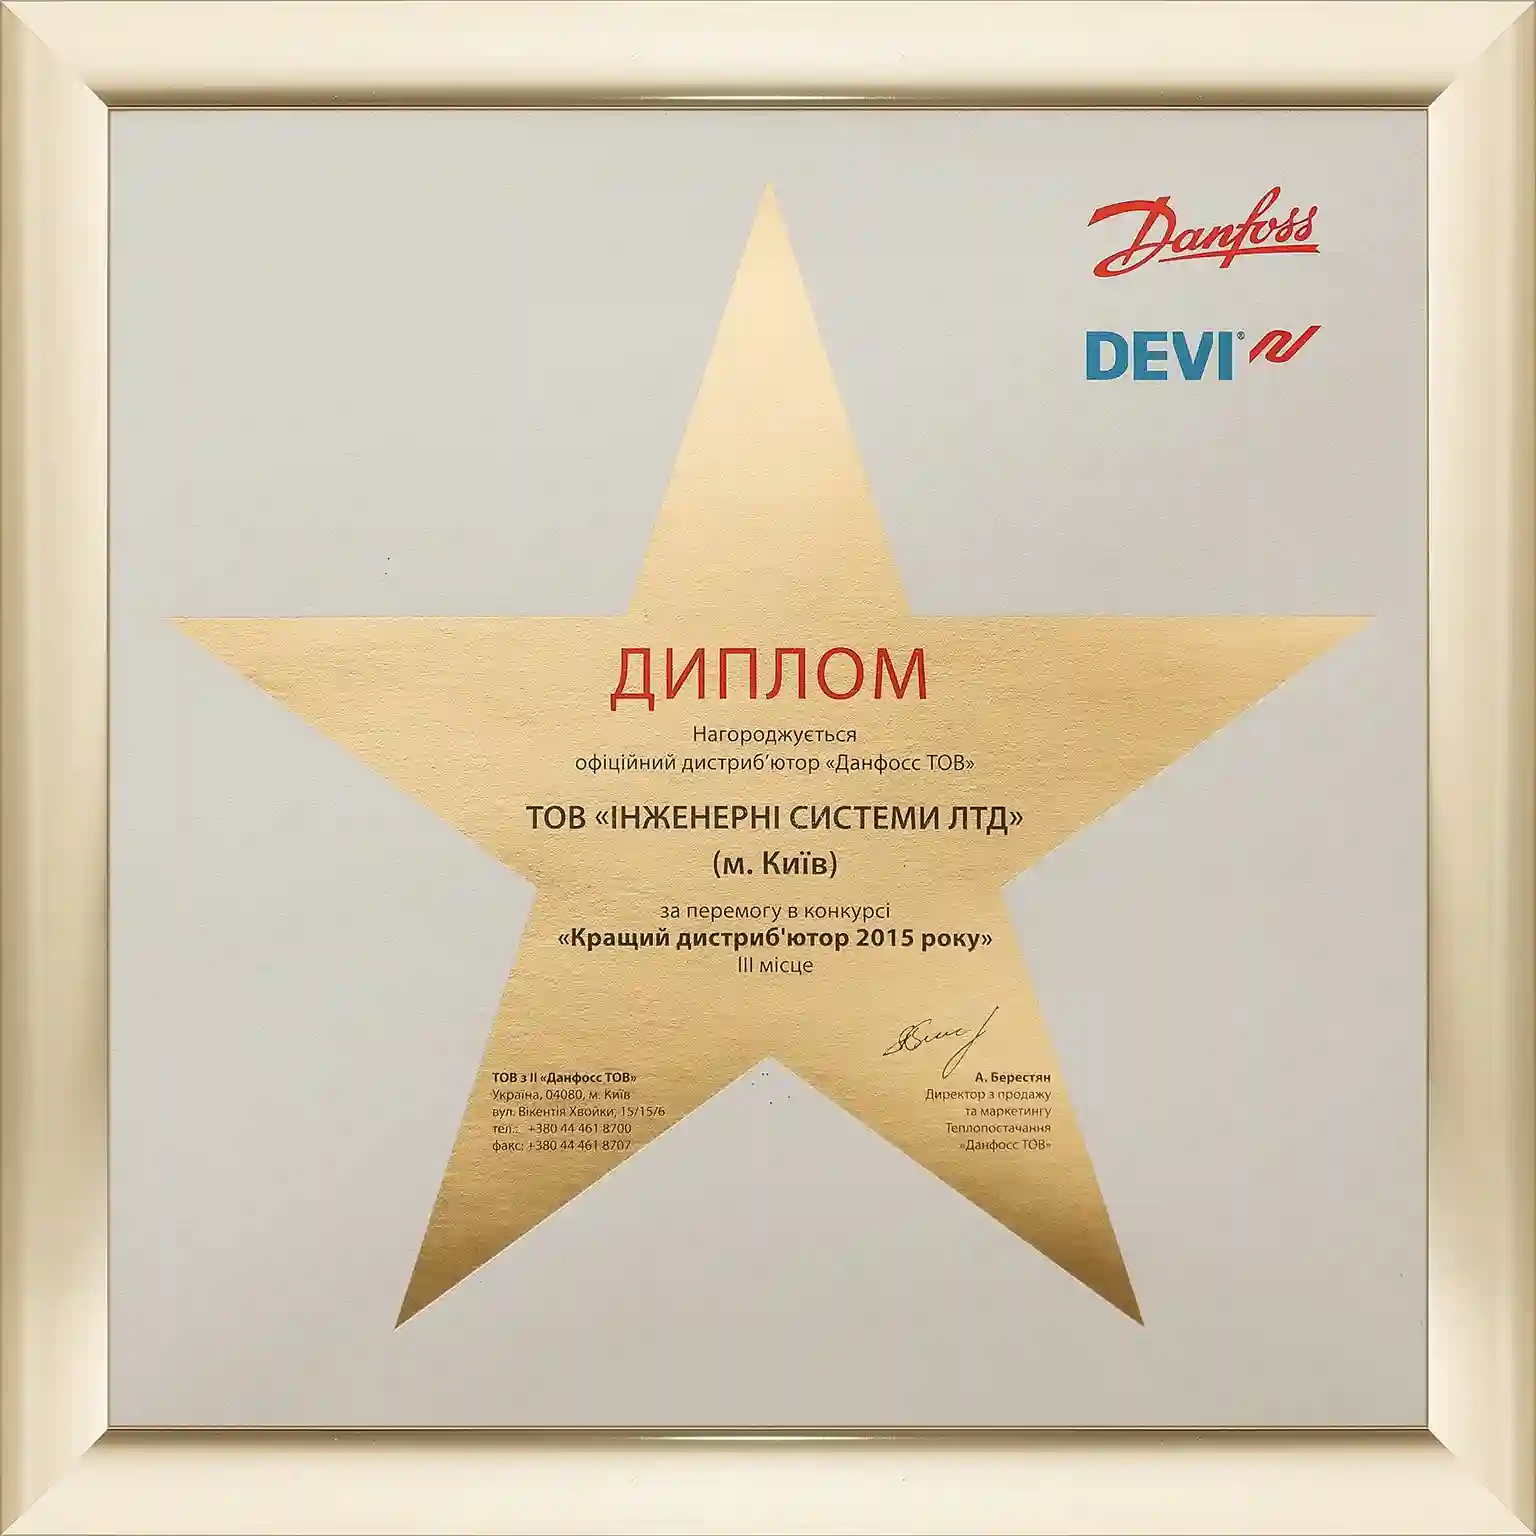 Danfoss
DEVI®
ДИПЛОМ
Нагороджується
офіційний дистриб'ютор «Данфосс ТОВ»
ТОВ «ІНЖЕНЕРНІ СИСТЕМИ ЛТД»
(м. Київ)
за перемогу в конкурсі
«Кращий дистриб'ютор 2015 року»
III місце
ТОВ з ІІ «Данфосс ТОВ»
Україна, 04080, м. Київ
вул. Вікентія Хвойки, 15/15/6
тел.: +380 44 461 8700
факс: +380 44 461 8707
А. Берестян
Директор з продажу
та маркетингу
Теплопостачання
«Данфосс ТОВ»